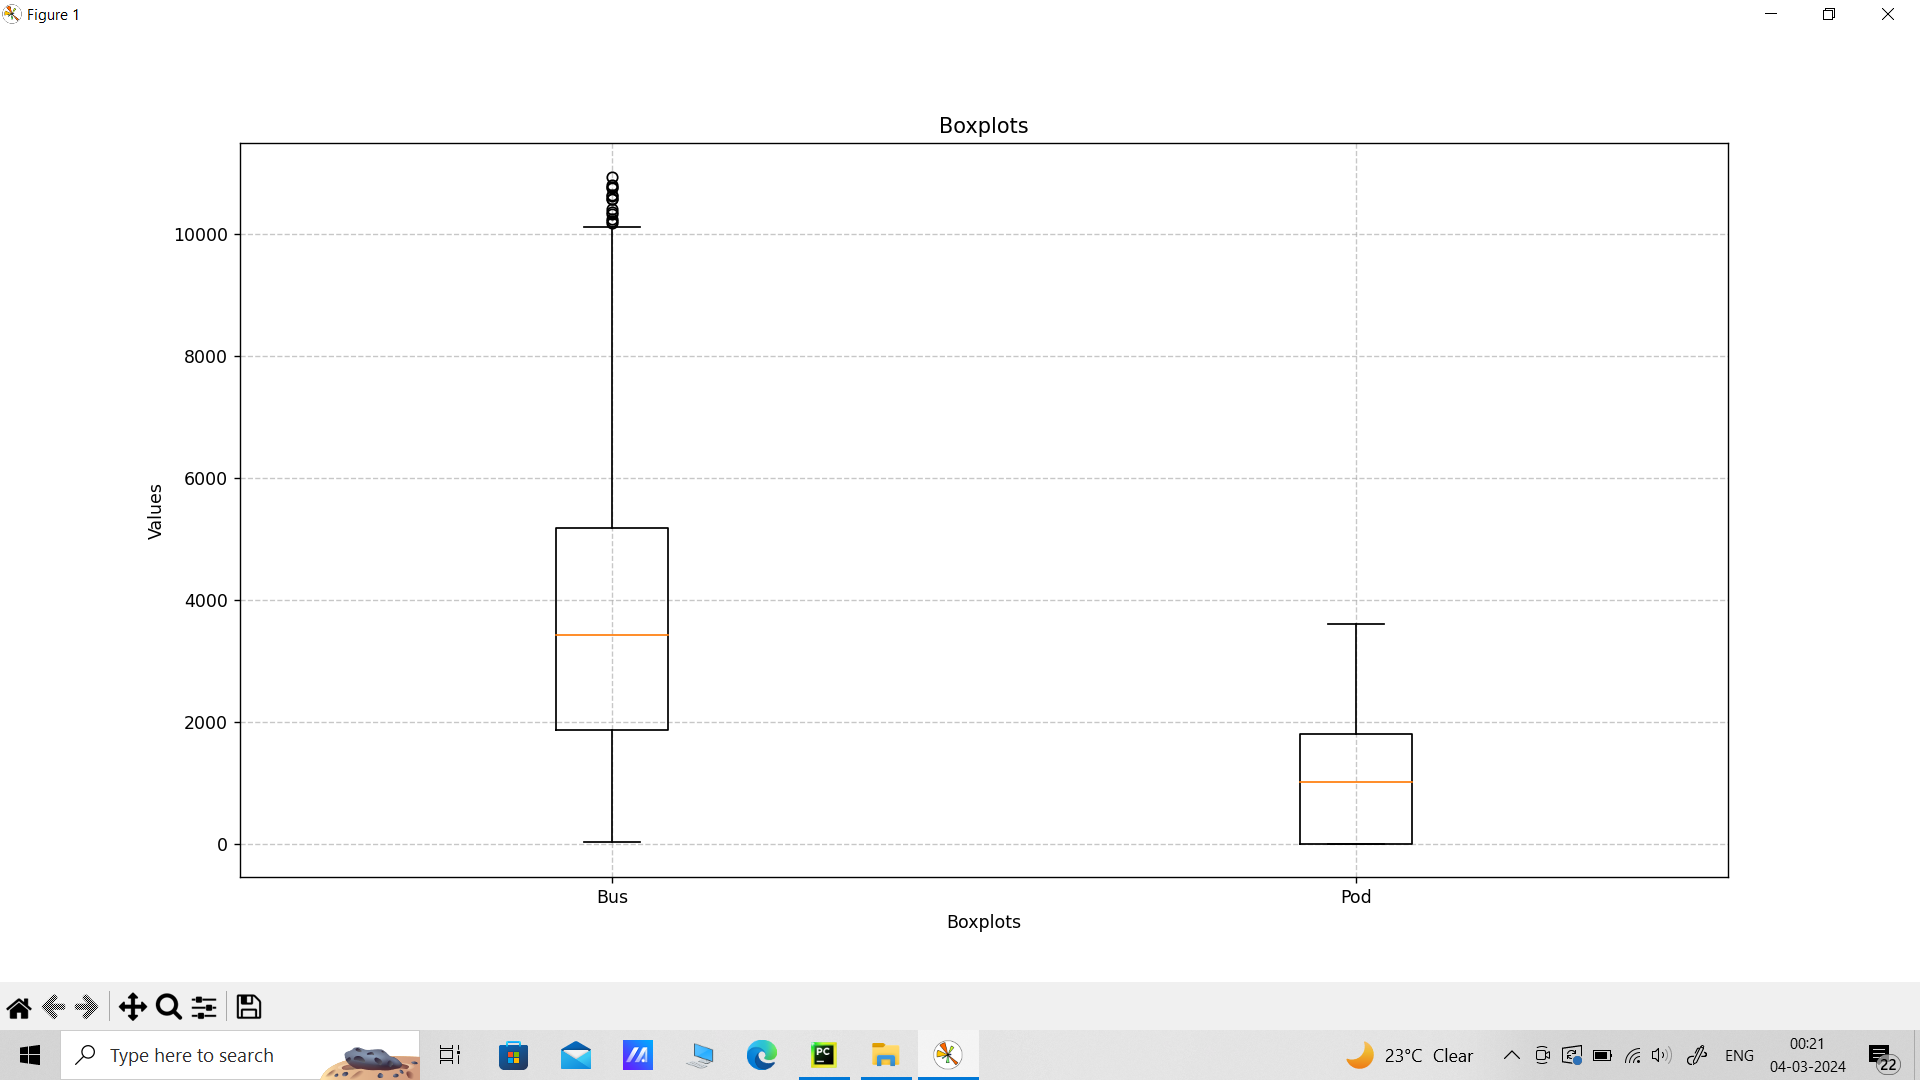 Figure 1
Boxplots
10000
8000
6000
4000
2000
0
Values
Bus Pod
Boxplots
Type here to search
PC
23°C Clear
ENG
00:21
04-03-2024
22